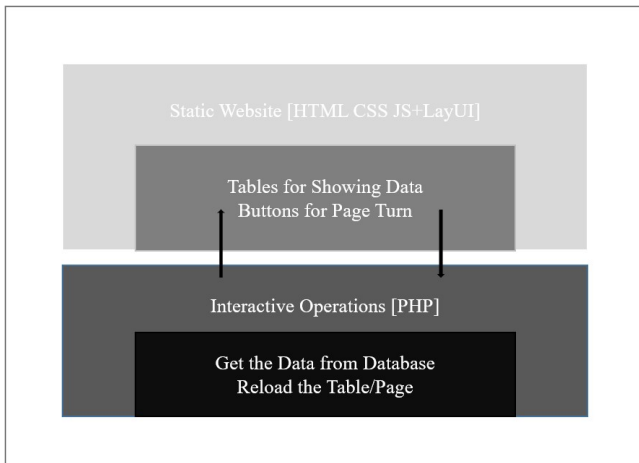 Static Website [HTML CSS JS+LayUI]
Tables for Showing Data
Buttons for Page Turn
Interactive Operations [PHP]
Get the Data from Database
Reload the Table/Page